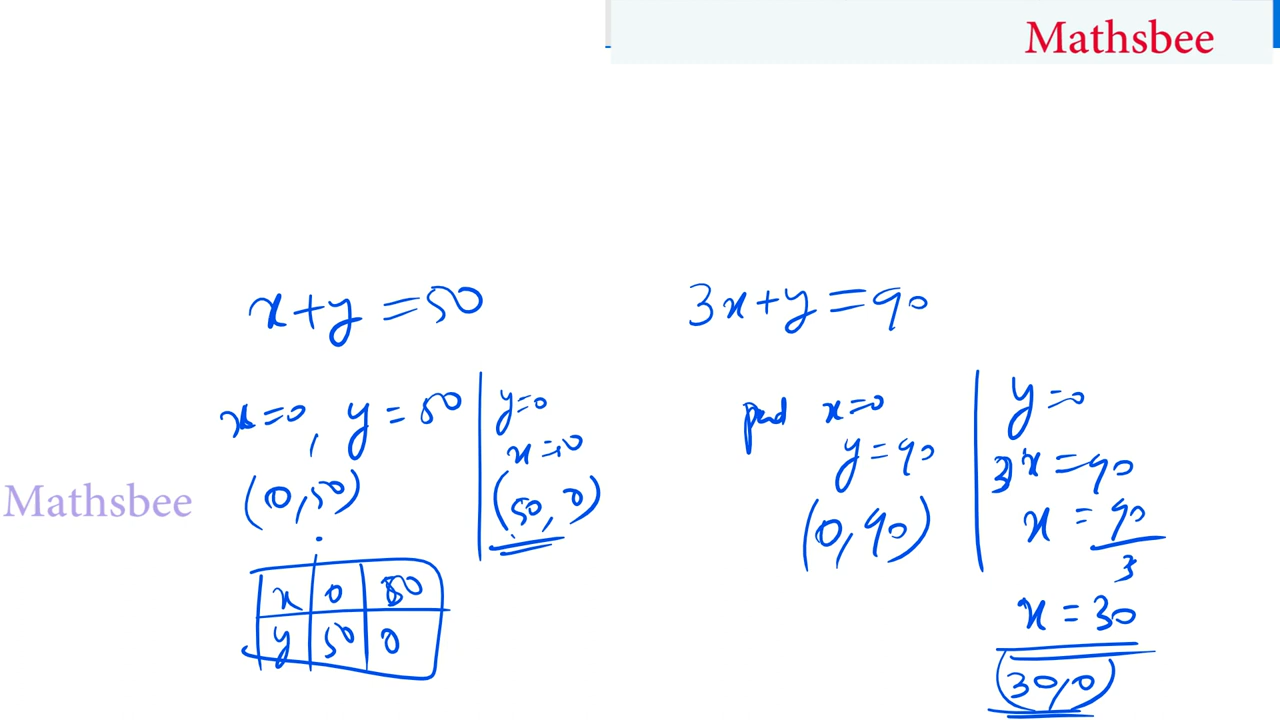 Mathsbee
x+y=50
x=0, y=50
(0,50)
y=0
x=10
(50,0)
x 0 50
y 50 0
3x+y=90
x=0
y=90
(0,90)
y=0
3x=90
x=90/3
x=30
(30,0)
Mathsbee